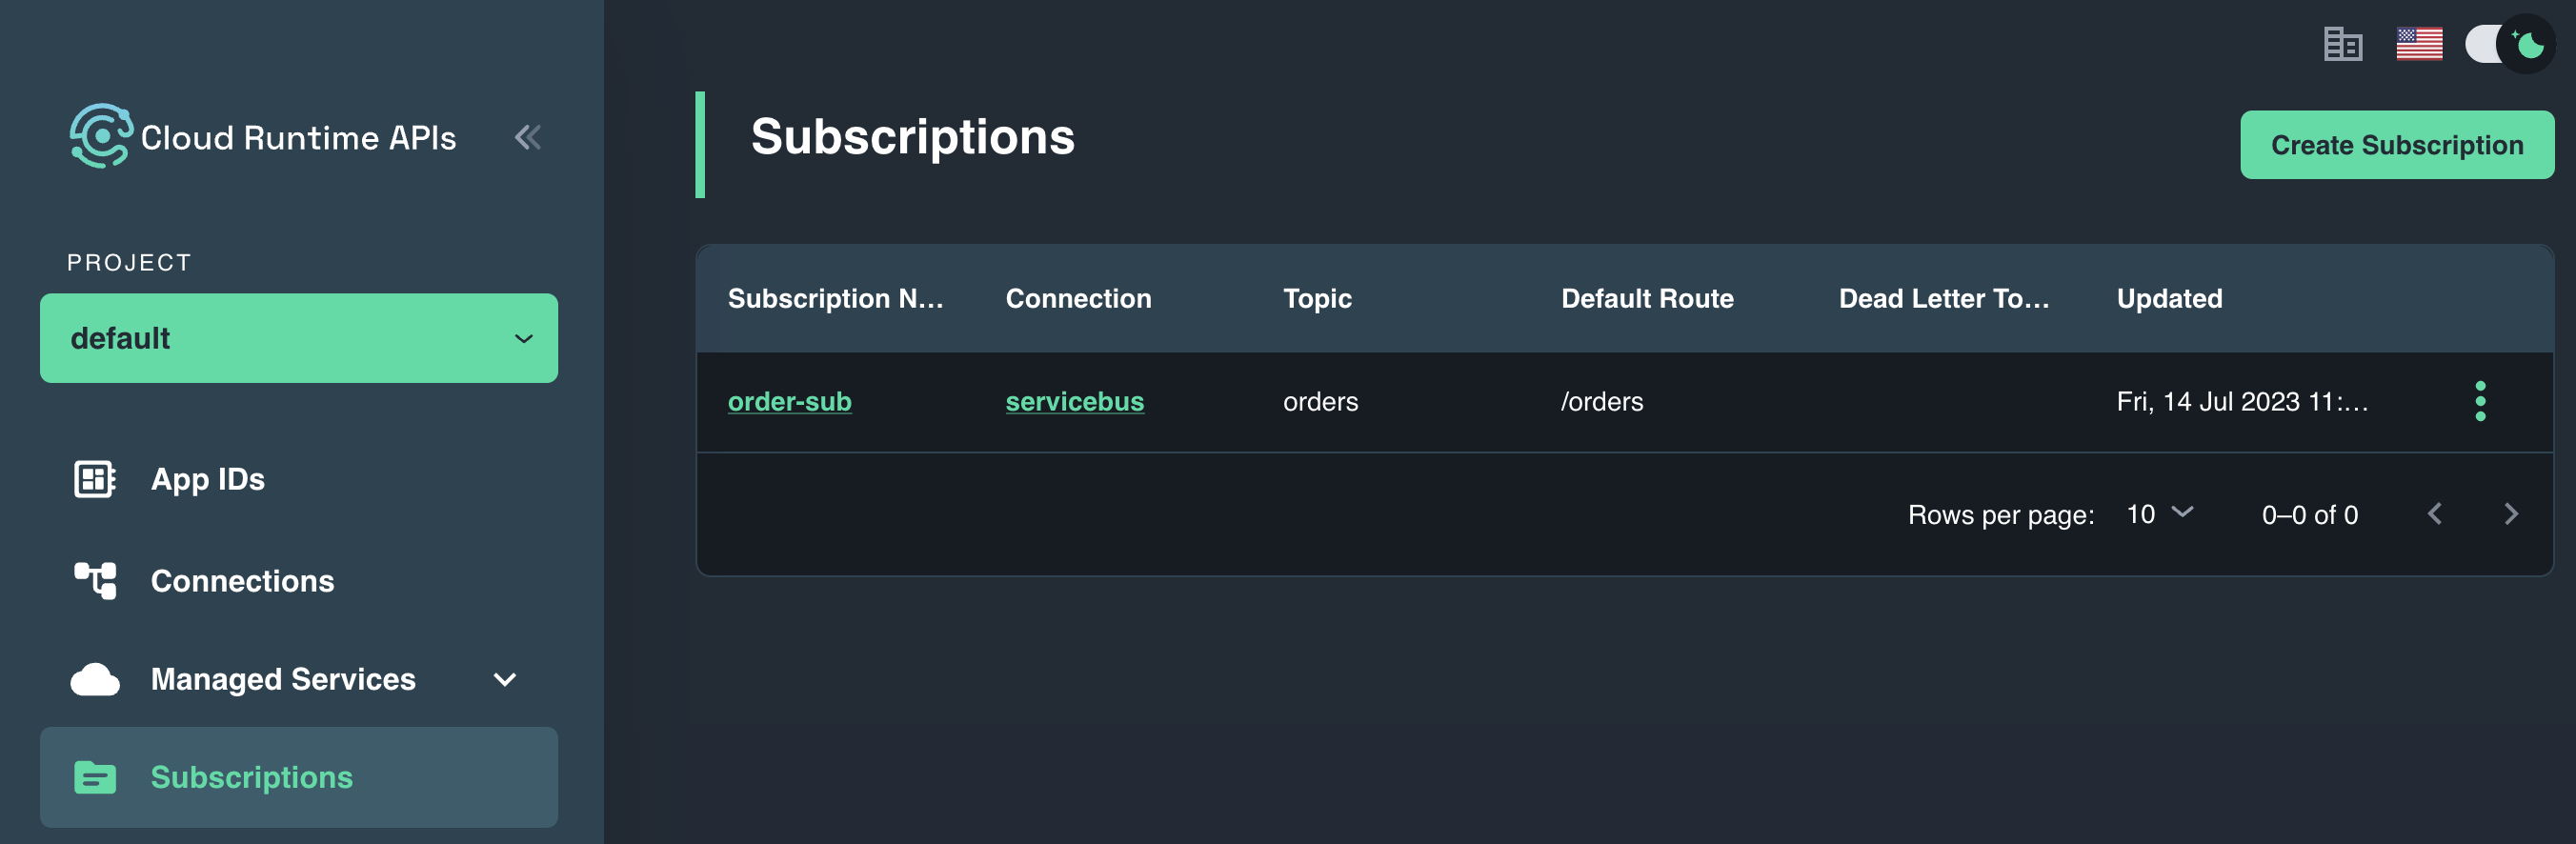 Cloud Runtime APIs
PROJECT
default
App IDs
Connections
Managed Services
Subscriptions
Subscriptions
Create Subscription
Subscription N... Connection Topic Default Route Dead Letter To... Updated
order-sub servicebus orders /orders Fri, 14 Jul 2023 11:...
Rows per page: 10 0–0 of 0